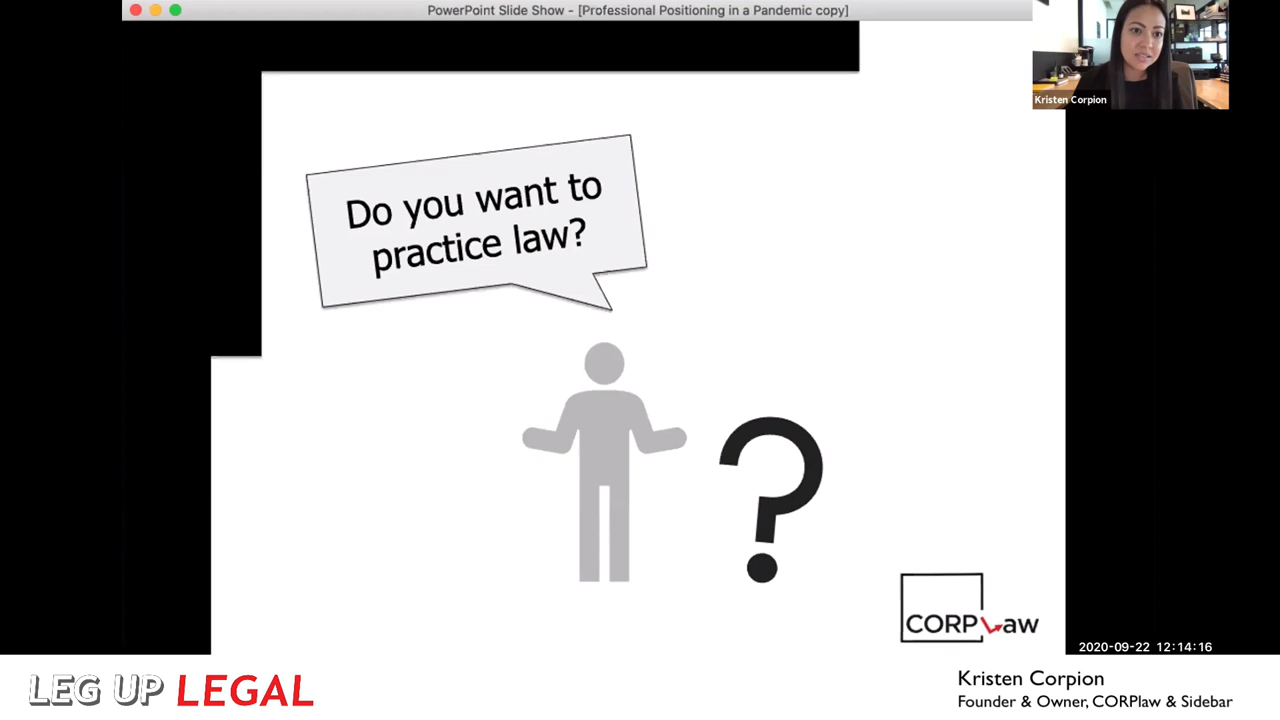 PowerPoint Slide Show - [Professional Positioning in a Pandemic copy]
Kristen Corpion
Do you want to
practice law?
?
CORPLaw
2020-09-22 12:14:16
LEG UP LEGAL
Kristen Corpion
Founder & Owner, CORPlaw & Sidebar